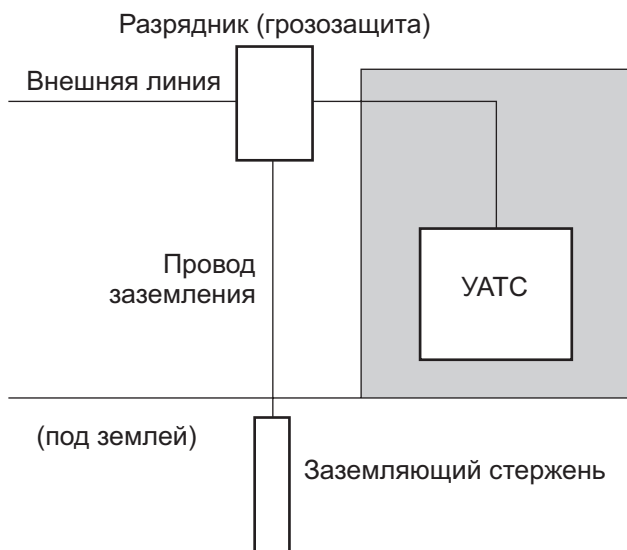 Разрядник (грозозащита)
Внешняя линия
Провод
заземления
УАТС
(под землей)
Заземляющий стержень